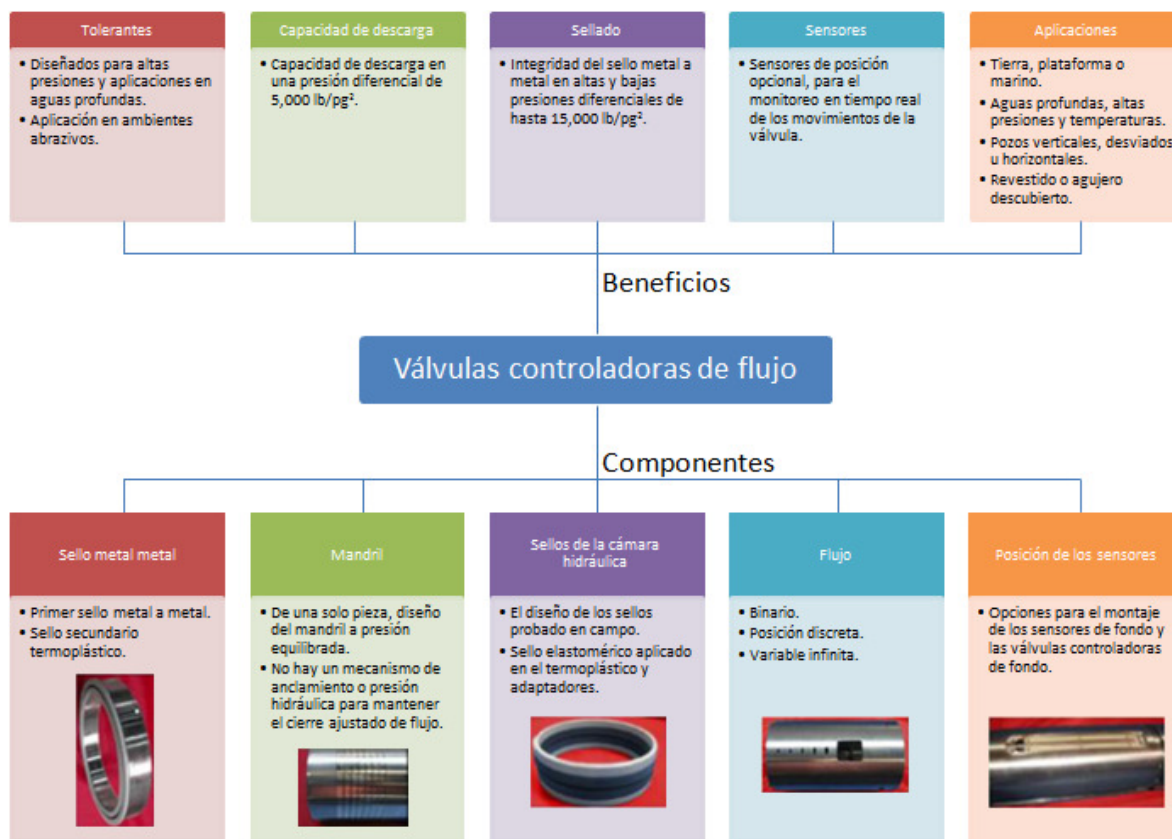 Tolerantes
• Diseñados para altas
presiones y aplicaciones en
aguas profundas.
• Aplicación en ambientes
abrazivos.
Capacidad de descarga
• Capacidad de descarga en
una presión diferencial de
5,000 lb/pg².
Sellado
• Integridad del sello metal a
metal en altas y bajas
presiones diferenciales de
hasta 15,000 lb/pg².
Sensores
• Sensores de posición
opcional, para el
monitoreo en tiempo real
de los movimientos de la
válvula.
Aplicaciones
• Tierra, plataforma o
marino.
• Aguas profundas, altas
presiones y temperaturas.
• Pozos verticales, desviados
u horizontales.
• Revestido o agujero
descubierto.
Beneficios
Válvulas controladoras de flujo
Componentes
Sello metal metal
• Primer sello metal a metal.
• Sello secundario
termoplástico.
Mandril
• De una solo pieza, diseño
del mandril a presión
equilibrada.
• No hay un mecanismo de
anclamiento o presión
hidráulica para mantener
el cierre ajustado de flujo.
Sellos de la cámara
hidráulica
• El diseño de los sellos
probado en campo.
• Sello elastomérico aplicado
en el termoplástico y
adaptadores.
Flujo
• Binario.
• Posición discreta.
• Variable infinita.
Posición de los sensores
• Opciones para el montaje
de los sensores de fondo y
las válvulas controladoras
de fondo.